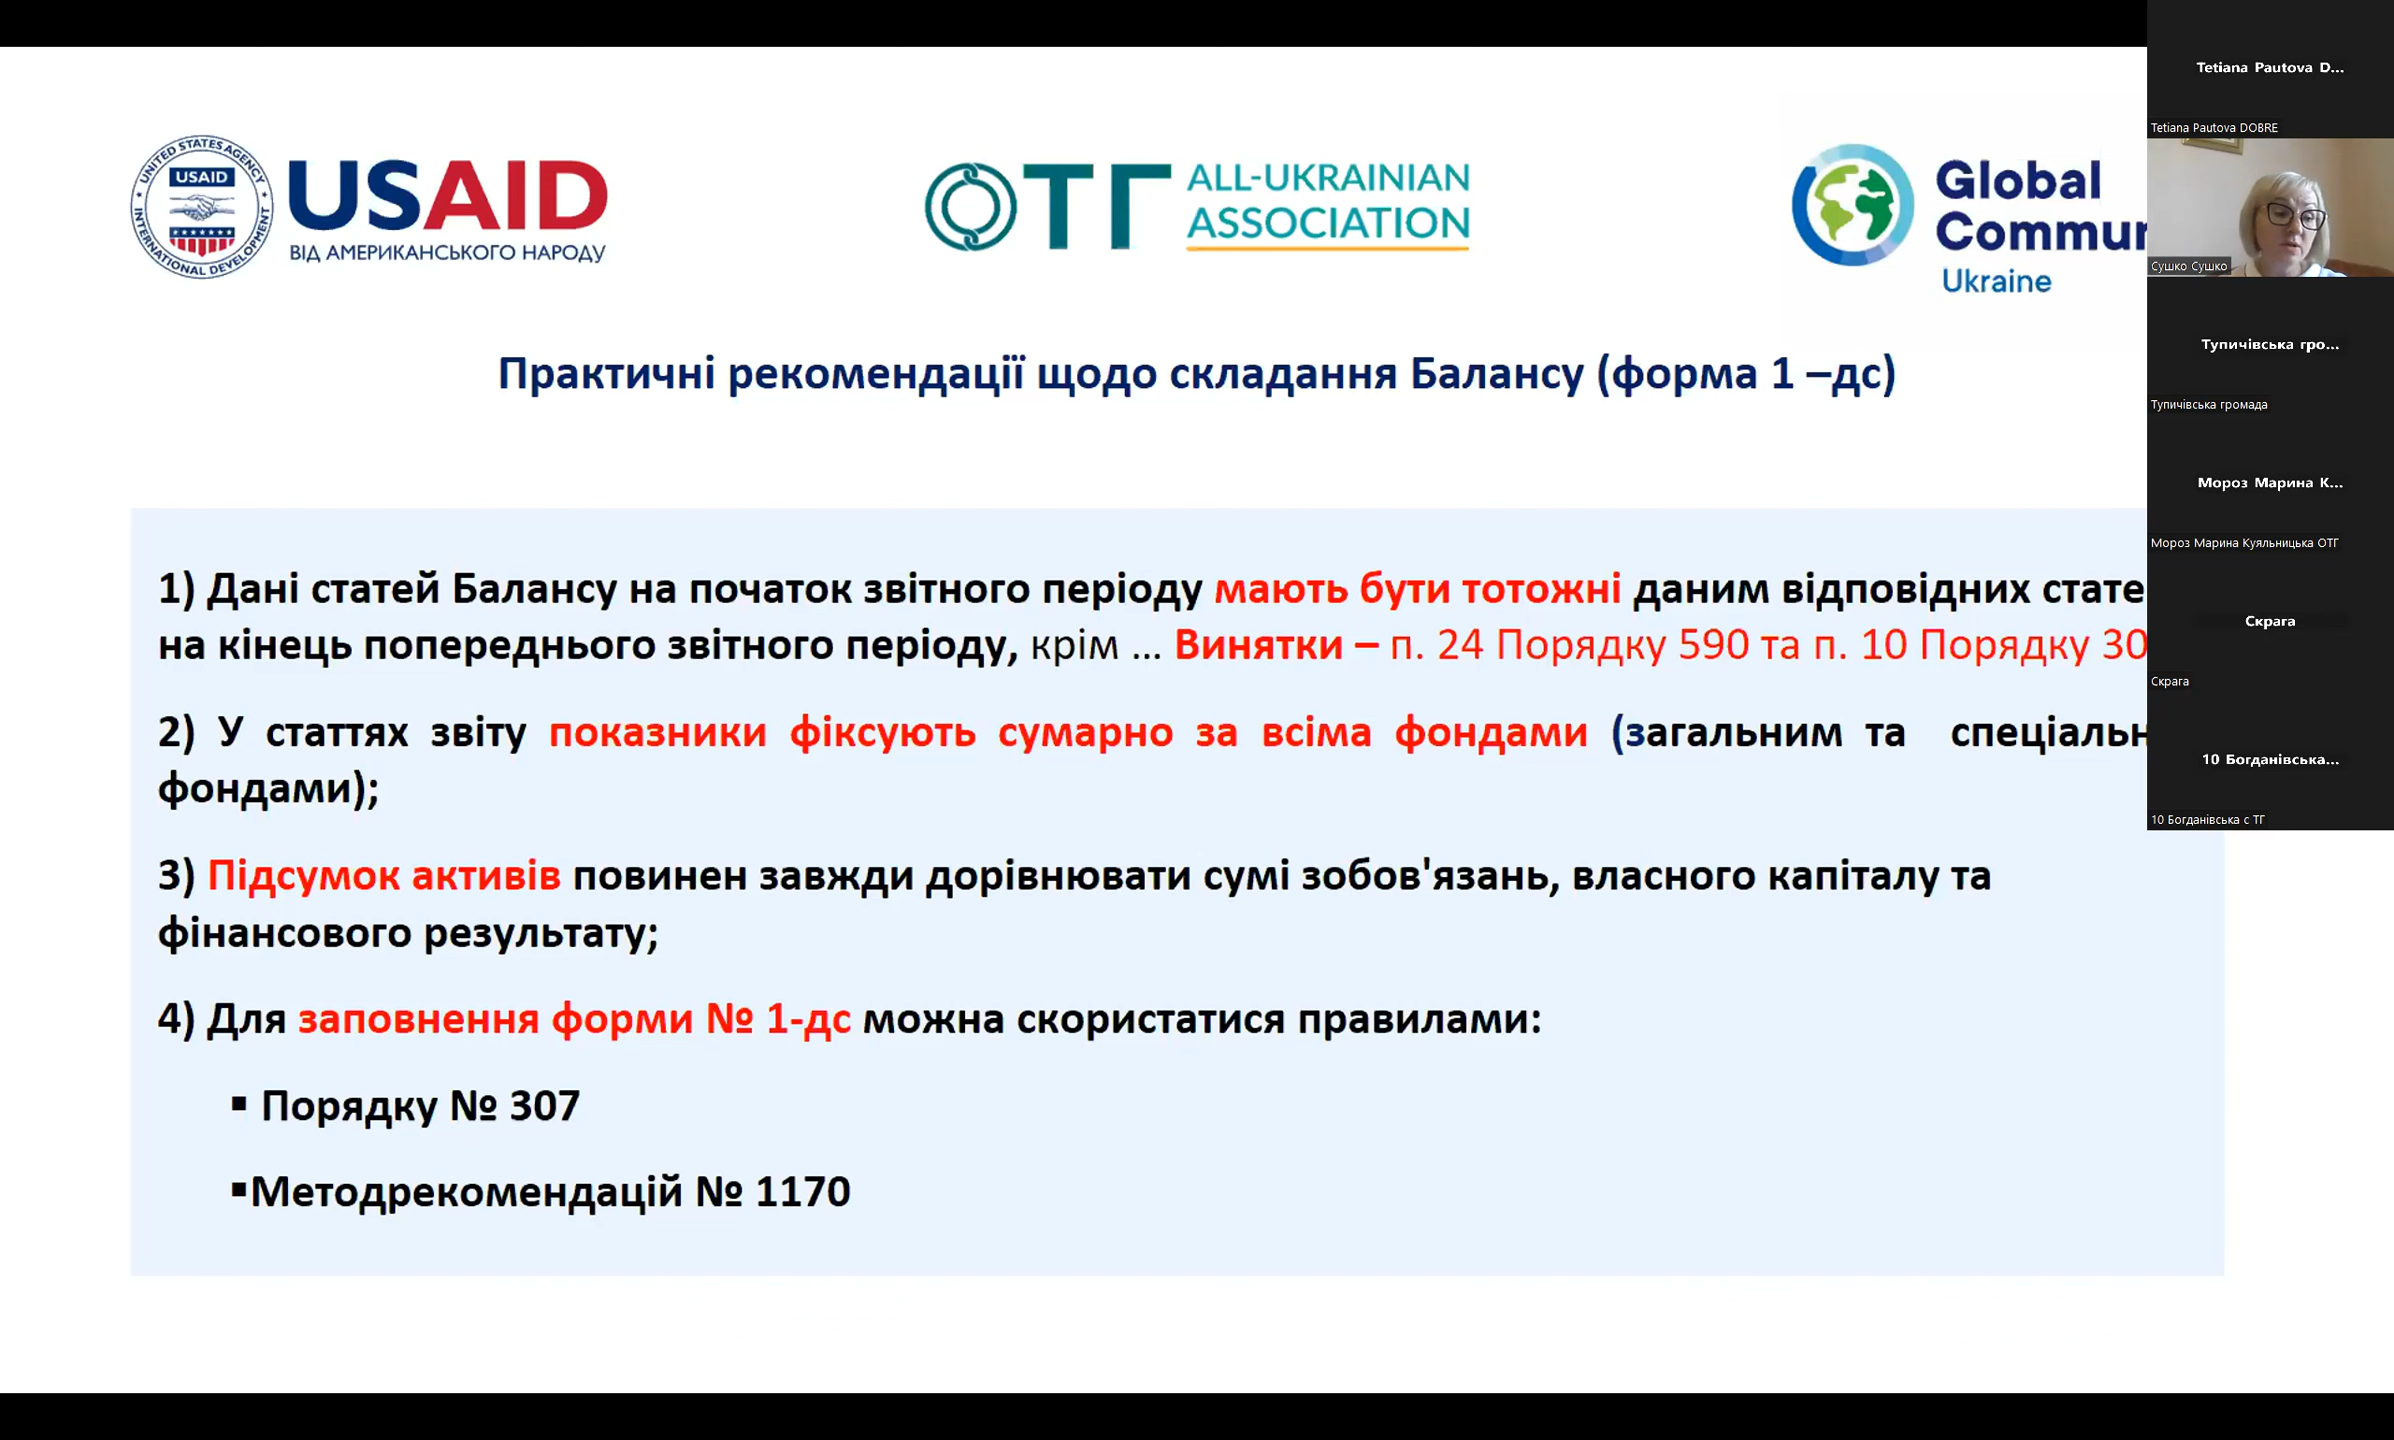 UNITED STATES AGENCY
USAID
INTERNATIONAL DEVELOPMENT
USAID
ВІД АМЕРИКАНСЬКОГО НАРОДУ
ОТГ ALL-UKRAINIAN
ASSOCIATION
Global
Commun
Ukraine
Практичні рекомендації щодо складання Балансу (форма 1 –дс)
1) Дані статей Балансу на початок звітного періоду мають бути тотожні даним відповідних стате
на кінець попереднього звітного періоду, крім ... Винятки – п. 24 Порядку 590 та п. 10 Порядку 30
2) У статтях звіту показники фіксують сумарно за всіма фондами (загальним та спеціальн
фондами);
3) Підсумок активів повинен завжди дорівнювати сумі зобов'язань, власного капіталу та
фінансового результату;
4) Для заповнення форми № 1-дс можна скористатися правилами:
▪ Порядку № 307
▪Методрекомендацій № 1170
Tetiana Pautova D...
Tetiana Pautova DOBRE
Сушко Сушко
Тупичівська гро...
Тупичівська громада
Мороз Марина К...
Мороз Марина Куяльницька ОТГ
Скрага
Скрага
10 Богданівська...
10 Богданівська с ТГ